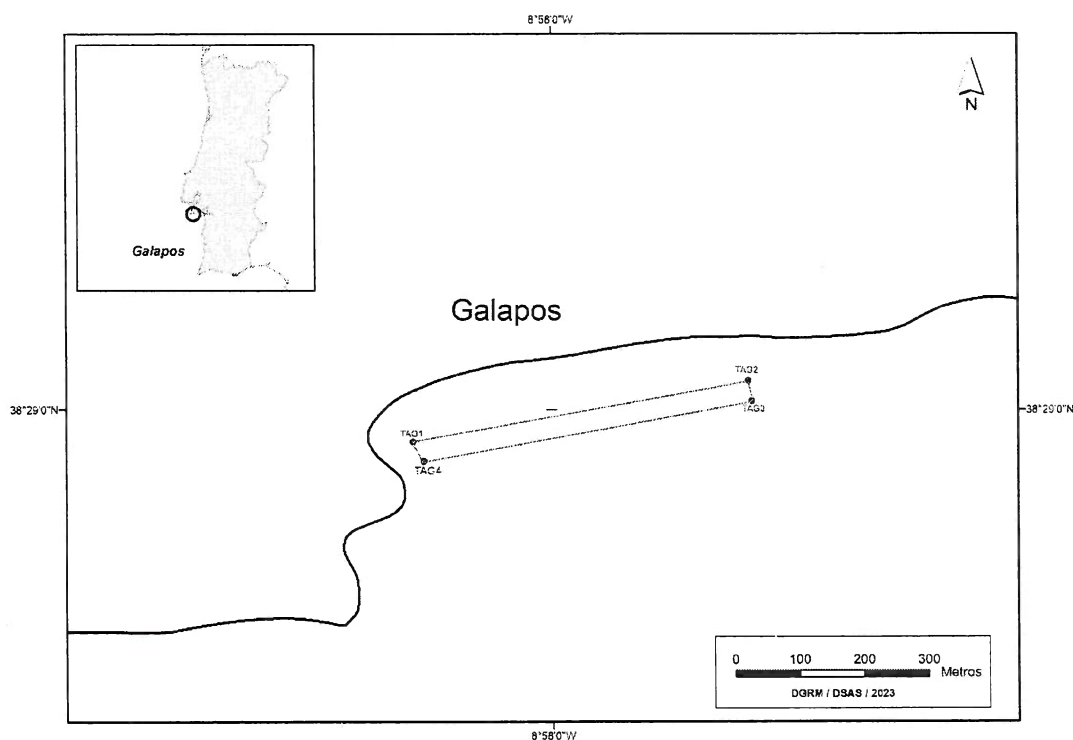 8°58'0"W
N
Galapos
Galapos
TAG2
38°29'0"N
38°29'0"N
TAG3
TAG1
TAG4
0 100 200 300
Metros
DGRM / DSAS / 2023
8°58'0"W